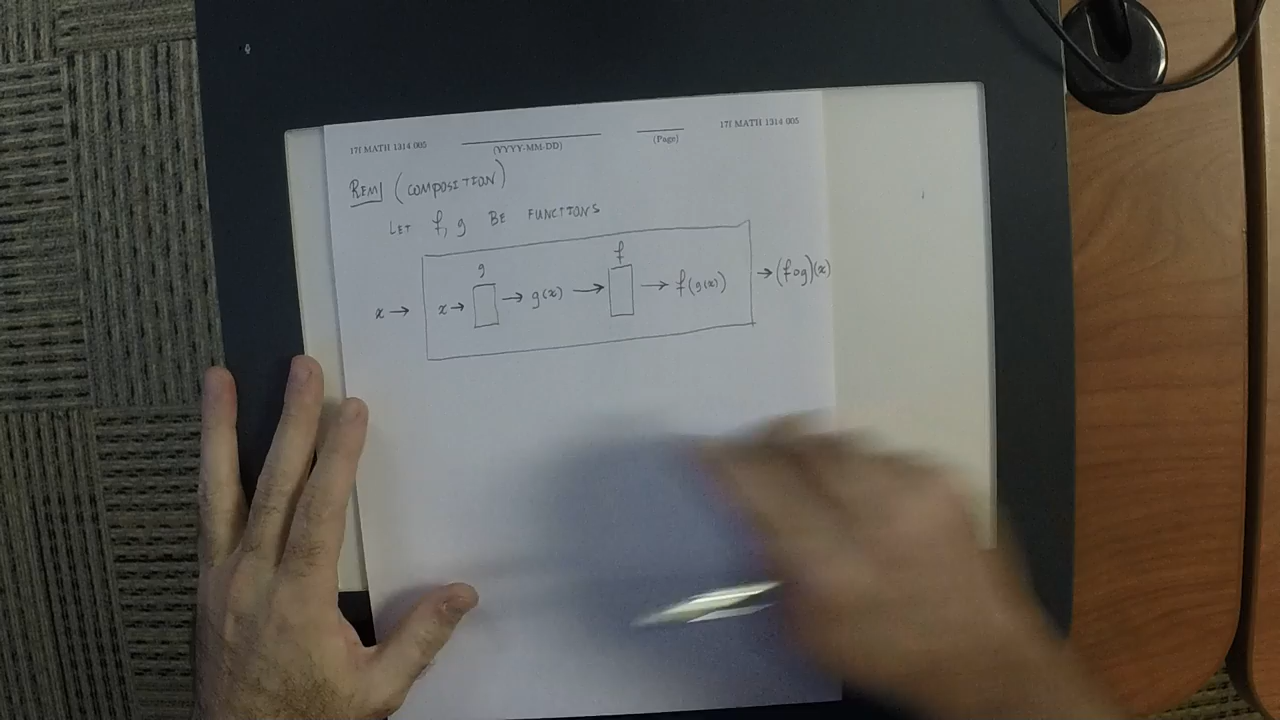 17f MATH 1314 005 (YYYY-MM-DD) (Page) 17f MATH 1314 005
REM (COMPOSITION)
LET f, g BE FUNCTIONS
g f
x → x → → g(x) → → f(g(x)) → (f∘g)(x)